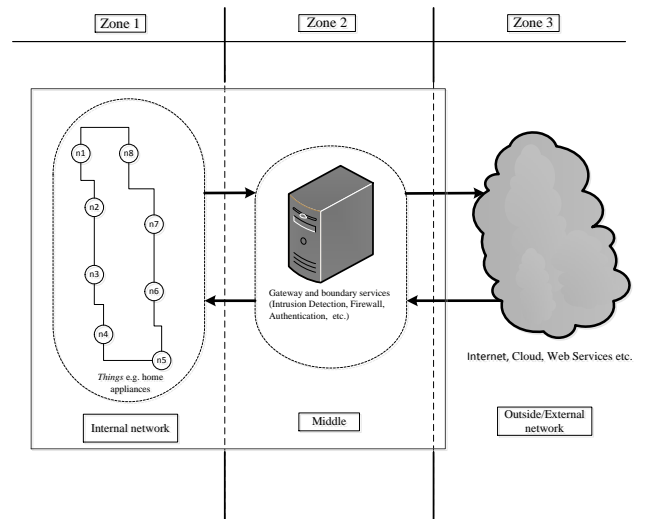 Zone 1
Zone 2
Zone 3
n1
n8
n2
n7
n3
n6
n4
n5
Things e.g. home
appliances
Gateway and boundary services
(Intrusion Detection, Firewall,
Authentication, etc.)
Internet, Cloud, Web Services etc.
Internal network
Middle
Outside/External
network